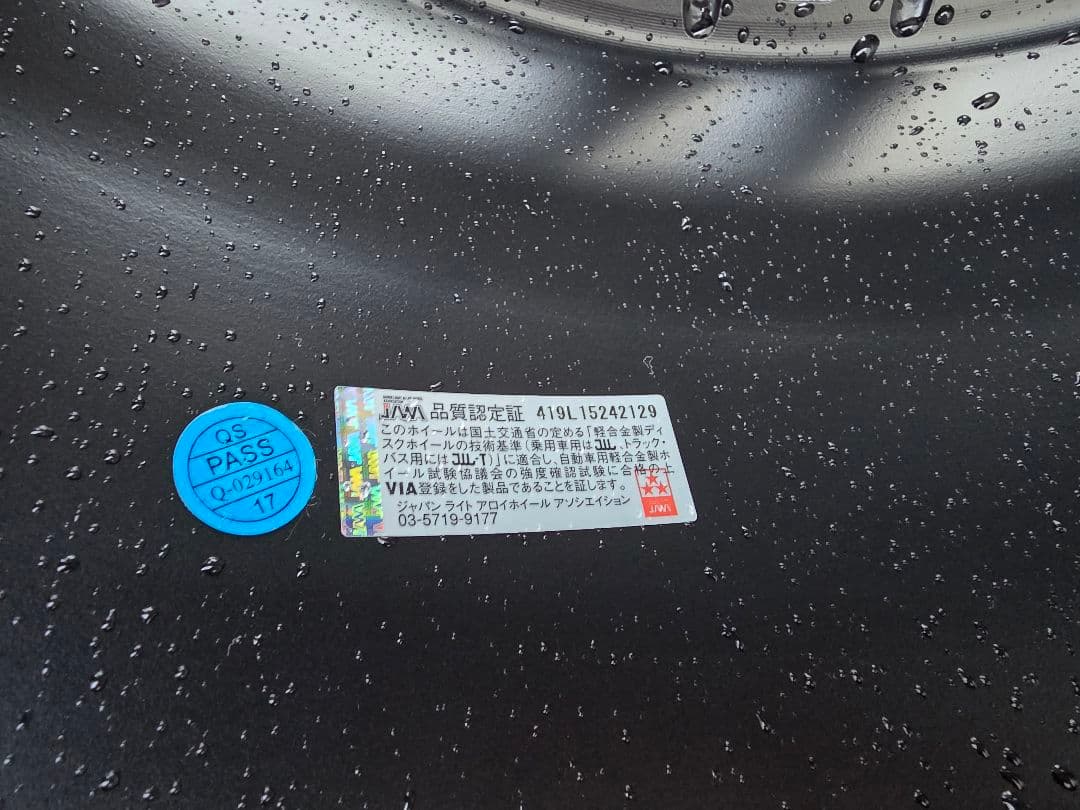 QS
PASS
Q-029164
17
JAWA 品質認定証 419L15242129
このホイールは国土交通省の定める「軽合金製ディ
スクホイールの技術基準(乗用車用はJWL、トラック・
バス用にはJWL-T)」に適合し、自動車用軽合金製ホ
イール試験協議会の強度確認試験に合格の上
VIA登録をした製品であることを証します。
ジャパン ライト アロイホイール アソシエイション
03-5719-9177
JAWA